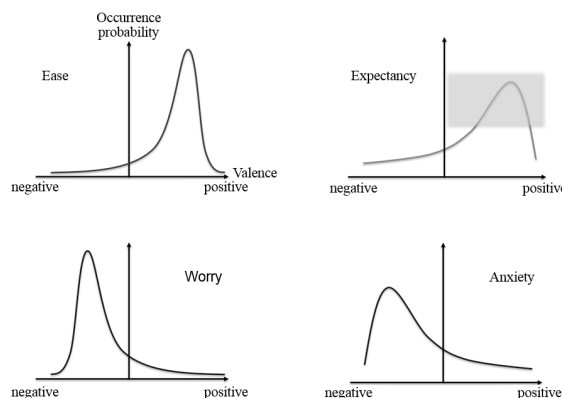 Occurrence
probability
Ease
Expectancy
Valence
negative
positive
negative
positive
Worry
Anxiety
negative
positive
negative
positive